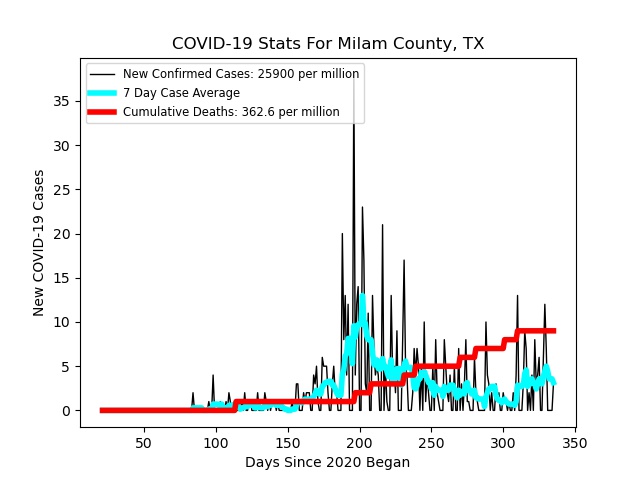 COVID-19 Stats For Milam County, TX
New Confirmed Cases: 25900 per million
7 Day Case Average
Cumulative Deaths: 362.6 per million
New COVID-19 Cases
35
30
25
20
15
10
5
0
50 100 150 200 250 300 350
Days Since 2020 Began